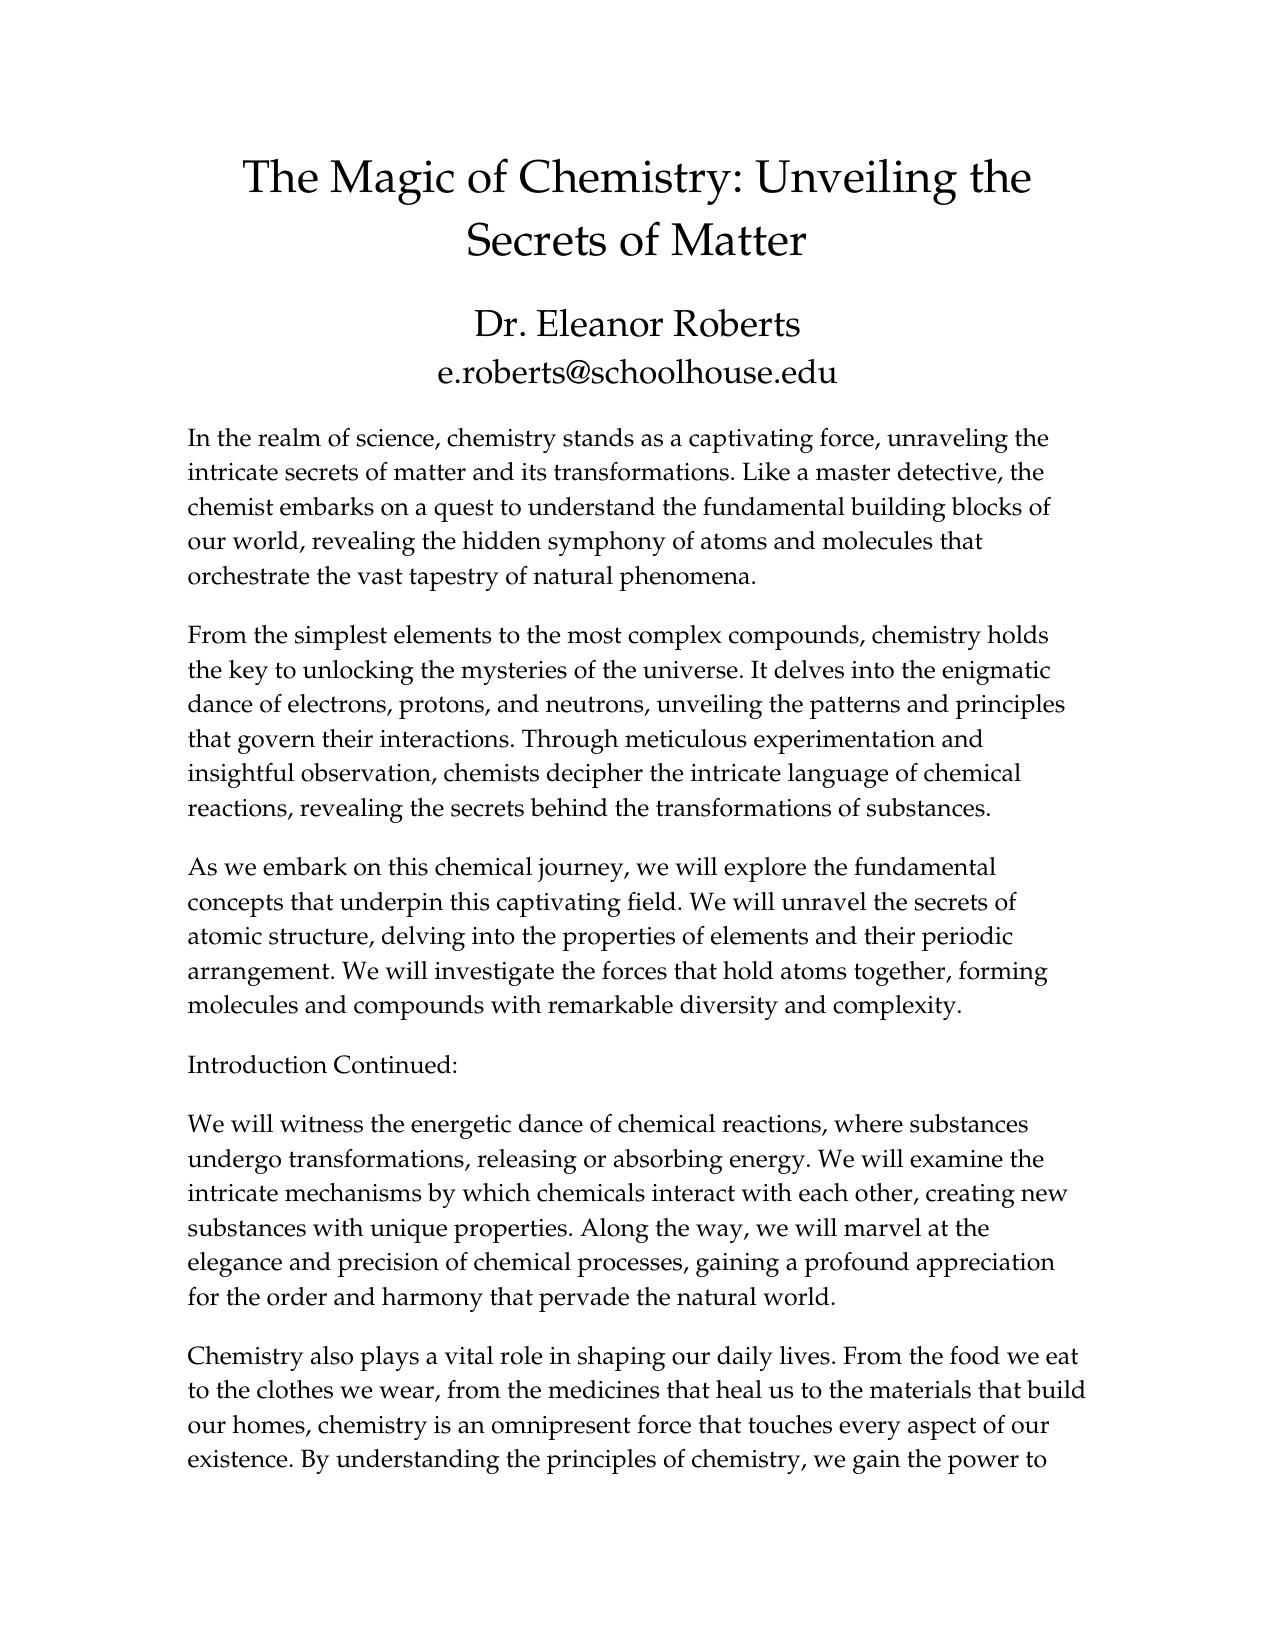 The Magic of Chemistry: Unveiling the
Secrets of Matter
Dr. Eleanor Roberts
e.roberts@schoolhouse.edu
In the realm of science, chemistry stands as a captivating force, unraveling the
intricate secrets of matter and its transformations. Like a master detective, the
chemist embarks on a quest to understand the fundamental building blocks of
our world, revealing the hidden symphony of atoms and molecules that
orchestrate the vast tapestry of natural phenomena.
From the simplest elements to the most complex compounds, chemistry holds
the key to unlocking the mysteries of the universe. It delves into the enigmatic
dance of electrons, protons, and neutrons, unveiling the patterns and principles
that govern their interactions. Through meticulous experimentation and
insightful observation, chemists decipher the intricate language of chemical
reactions, revealing the secrets behind the transformations of substances.
As we embark on this chemical journey, we will explore the fundamental
concepts that underpin this captivating field. We will unravel the secrets of
atomic structure, delving into the properties of elements and their periodic
arrangement. We will investigate the forces that hold atoms together, forming
molecules and compounds with remarkable diversity and complexity.
Introduction Continued:
We will witness the energetic dance of chemical reactions, where substances
undergo transformations, releasing or absorbing energy. We will examine the
intricate mechanisms by which chemicals interact with each other, creating new
substances with unique properties. Along the way, we will marvel at the
elegance and precision of chemical processes, gaining a profound appreciation
for the order and harmony that pervade the natural world.
Chemistry also plays a vital role in shaping our daily lives. From the food we eat
to the clothes we wear, from the medicines that heal us to the materials that build
our homes, chemistry is an omnipresent force that touches every aspect of our
existence. By understanding the principles of chemistry, we gain the power to